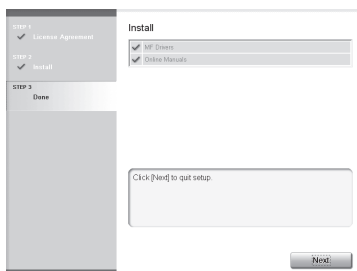 STEP 1
License Agreement
STEP 2
Install
STEP 3
Done
Install
MF Drivers
Online Manuals
Click [Next] to quit setup.
Next